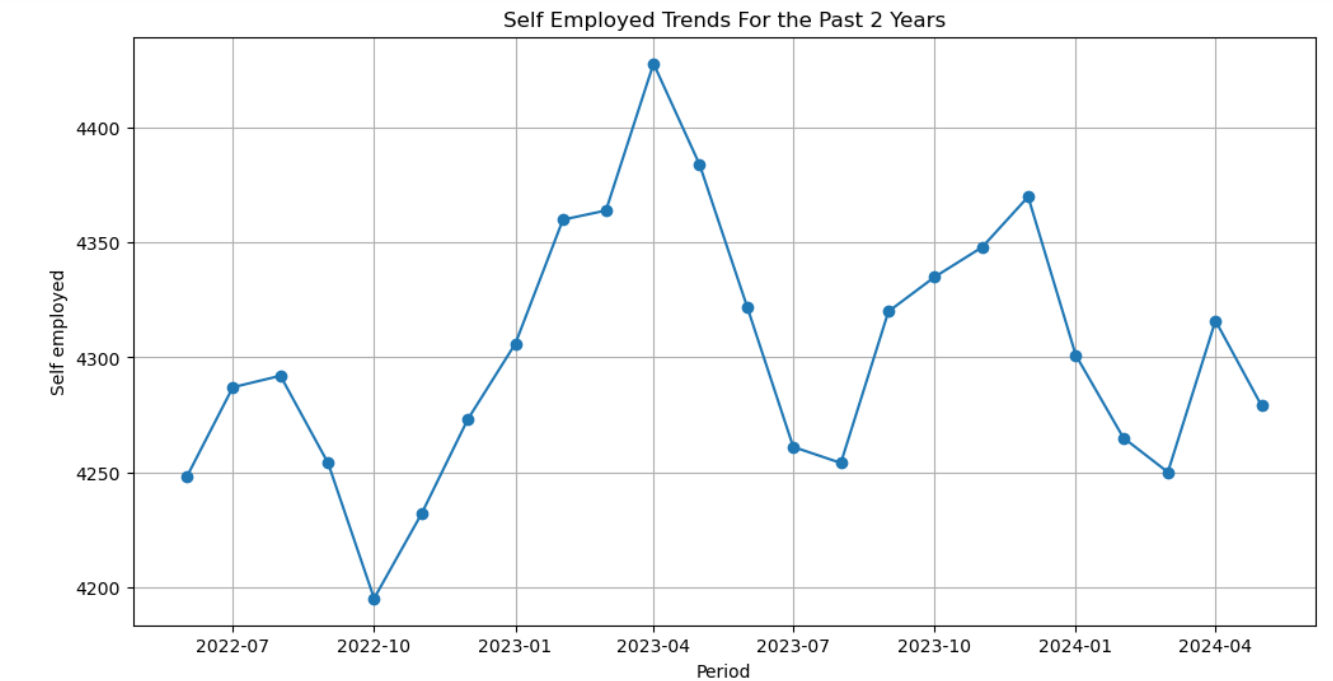 Self Employed Trends For the Past 2 Years
4400
4350
4300
4250
4200
Self employed
2022-07 2022-10 2023-01 2023-04 2023-07 2023-10 2024-01 2024-04
Period